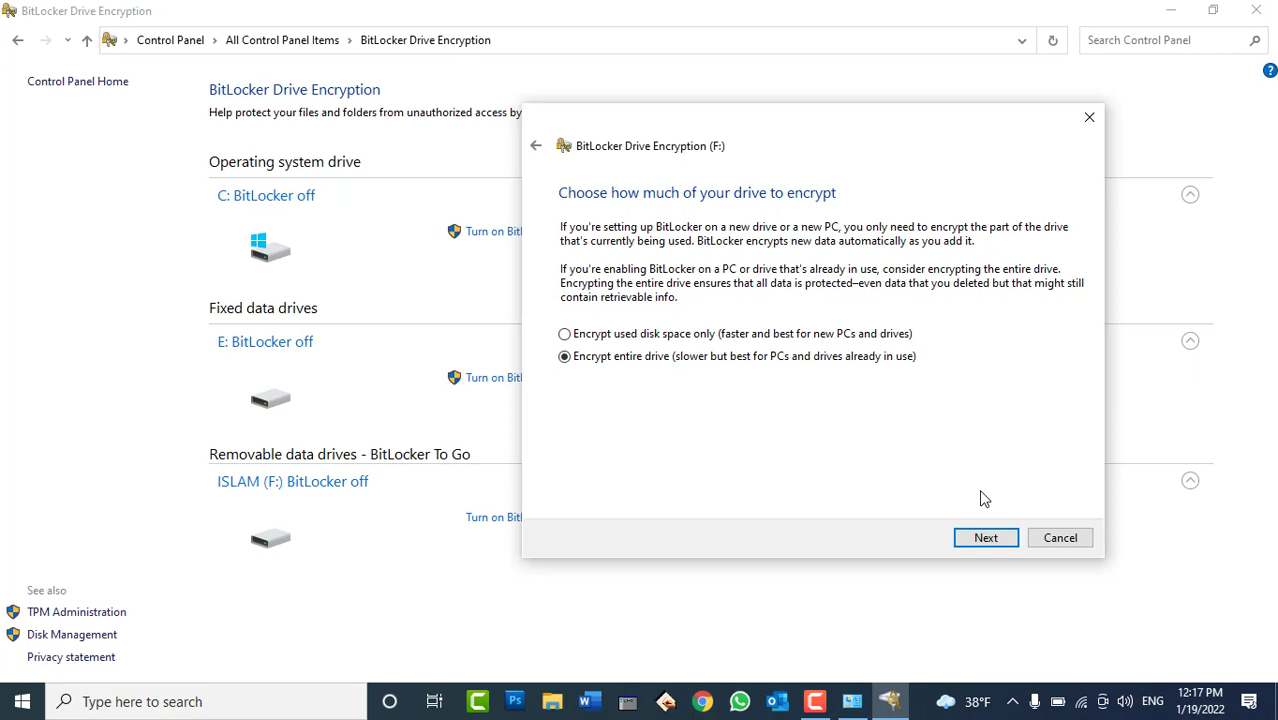 BitLocker Drive Encryption
Control Panel > All Control Panel Items > BitLocker Drive Encryption
Search Control Panel
?
Control Panel Home
BitLocker Drive Encryption
Help protect your files and folders from unauthorized access by
Operating system drive
C: BitLocker off
Turn on Bit
Fixed data drives
E: BitLocker off
Turn on Bit
Removable data drives - BitLocker To Go
ISLAM (F:) BitLocker off
Turn on Bit
See also
TPM Administration
Disk Management
Privacy statement
BitLocker Drive Encryption (F:)
Choose how much of your drive to encrypt
If you're setting up BitLocker on a new drive or a new PC, you only need to encrypt the part of the drive
that's currently being used. BitLocker encrypts new data automatically as you add it.
If you're enabling BitLocker on a PC or drive that's already in use, consider encrypting the entire drive.
Encrypting the entire drive ensures that all data is protected–even data that you deleted but that might still
contain retrievable info.
Encrypt used disk space only (faster and best for new PCs and drives)
Encrypt entire drive (slower but best for PCs and drives already in use)
Next
Cancel
Type here to search
38°F
ENG
12:17 PM
1/19/2022